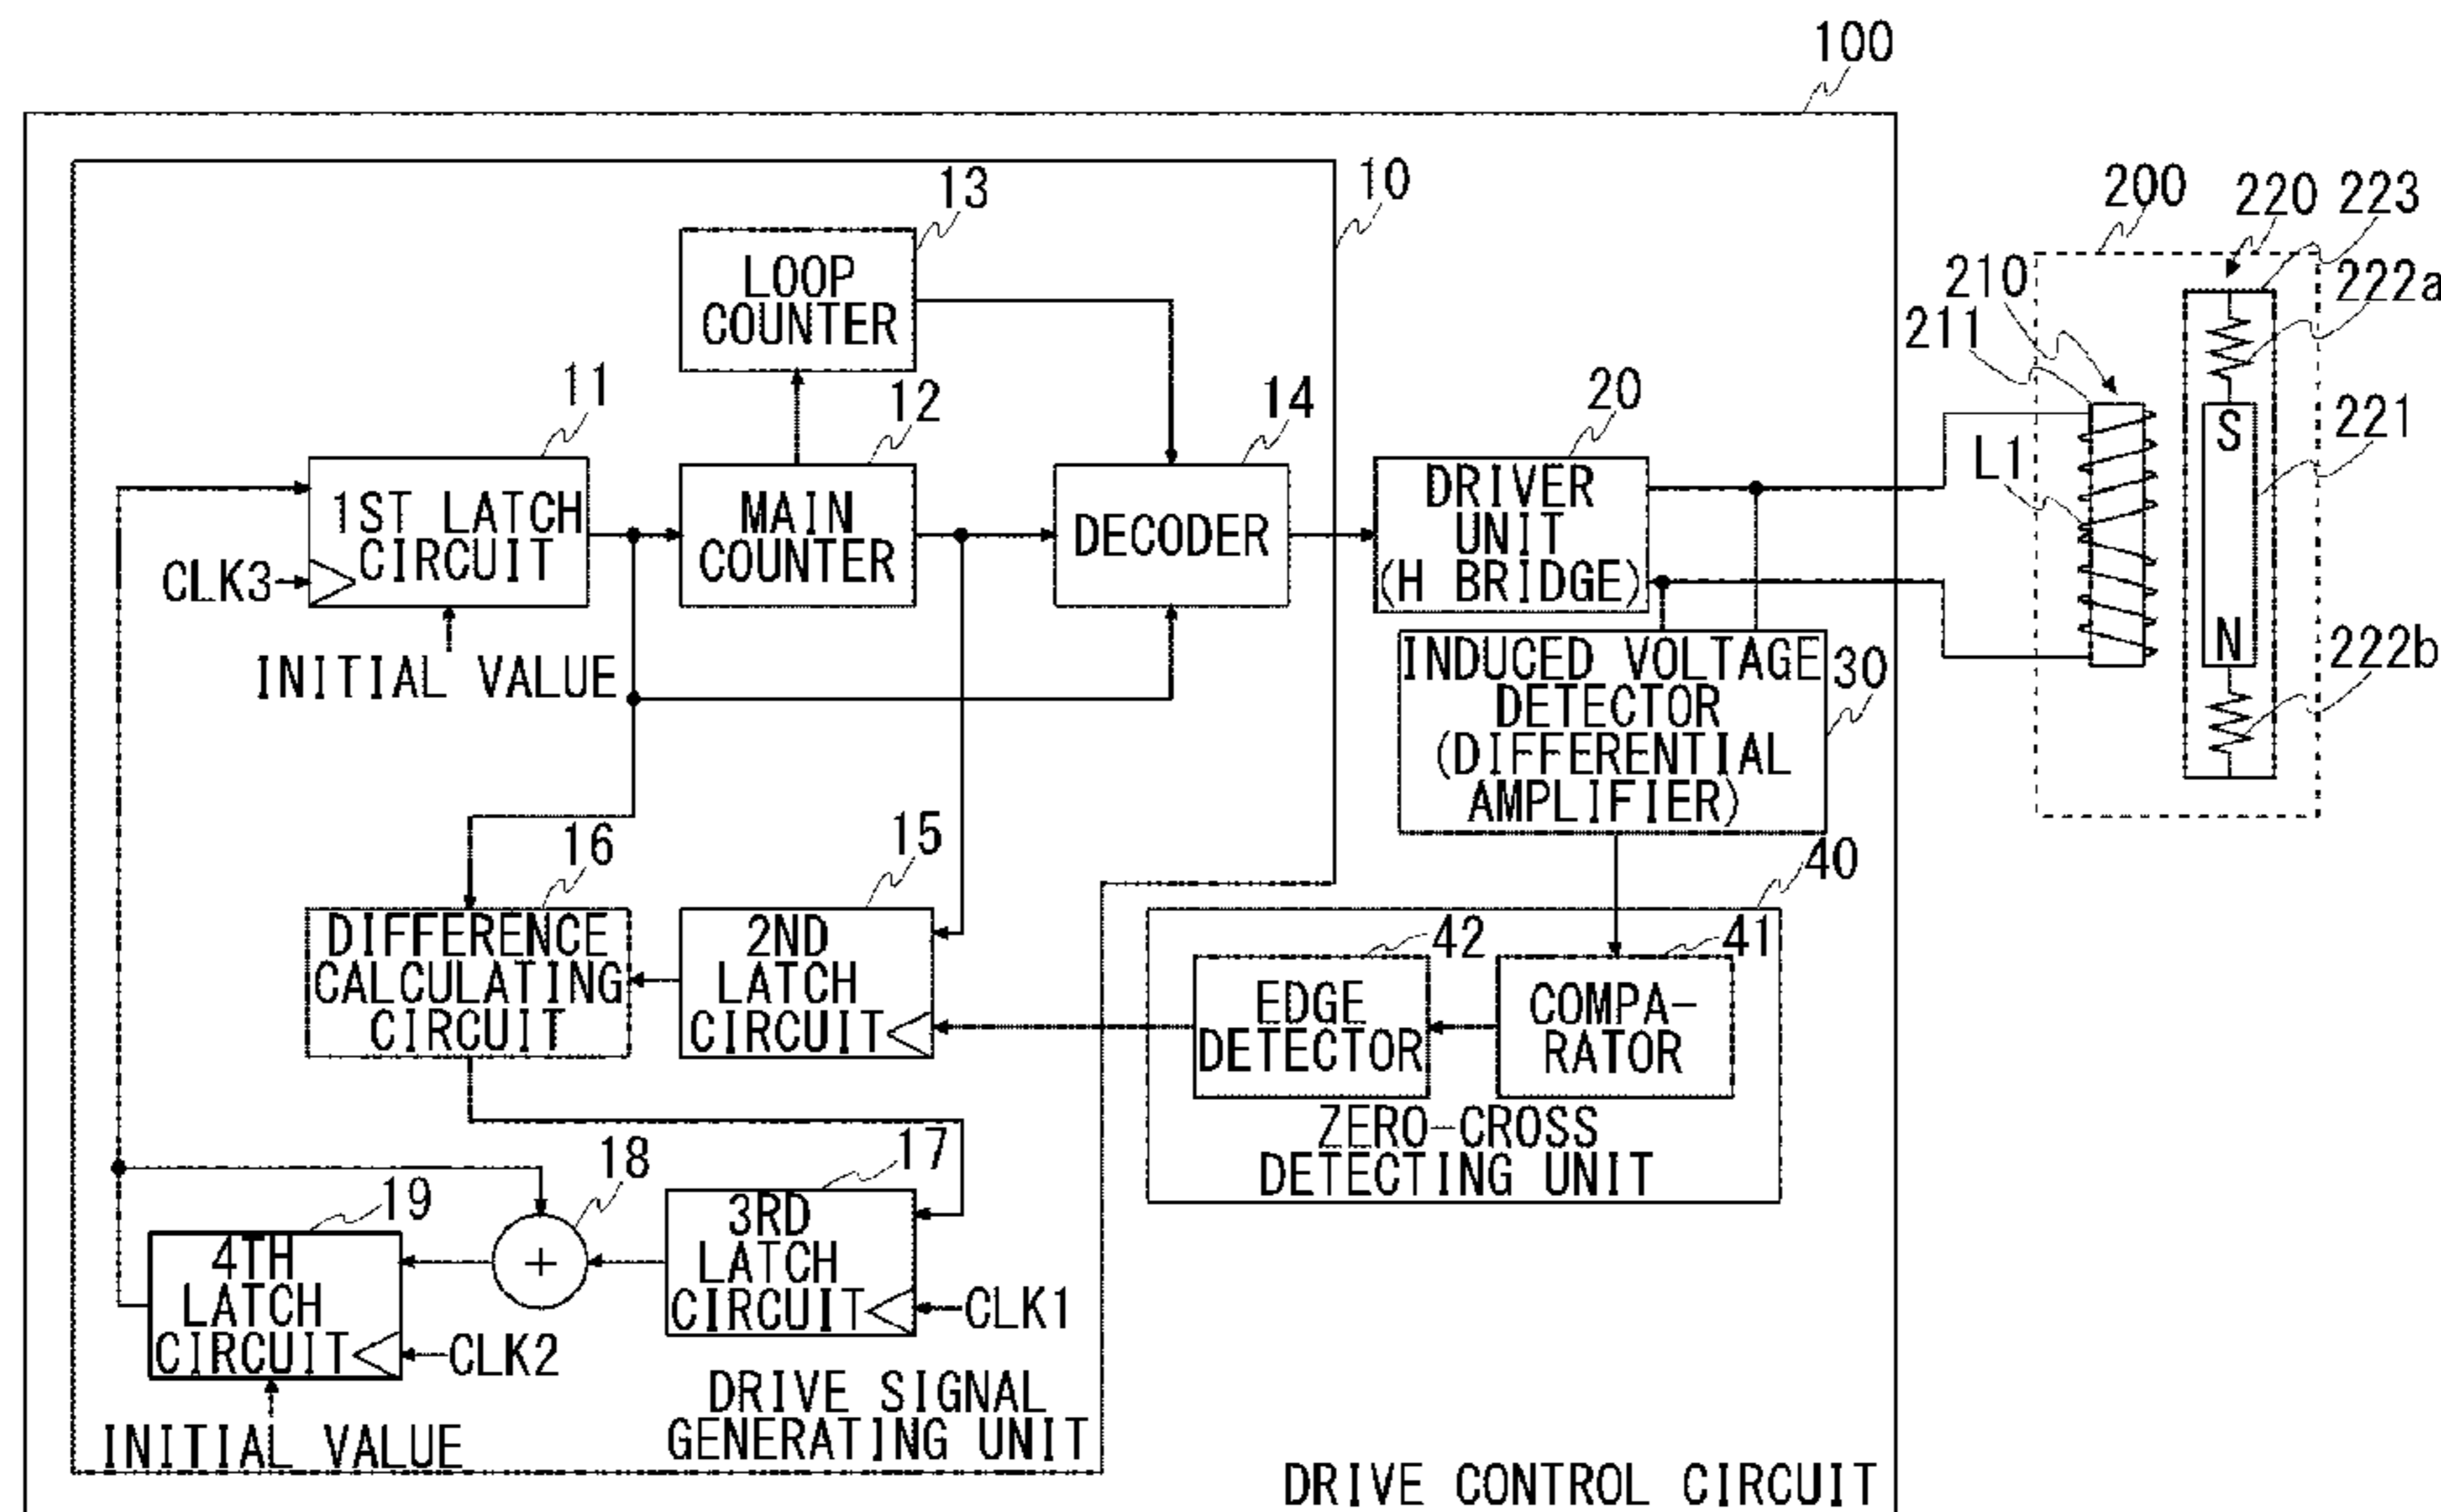 100
10
13
LOOP
COUNTER
200
220
223
222a
210
211
11
12
14
20
1ST LATCH
CIRCUIT
CLK3
INITIAL VALUE
MAIN
COUNTER
DECODER
DRIVER
UNIT
(H BRIDGE)
L1
S
N
221
222b
INDUCED VOLTAGE
DETECTOR
(DIFFERENTIAL
AMPLIFIER)
30
16
15
40
DIFFERENCE
CALCULATING
CIRCUIT
2ND
LATCH
CIRCUIT
42
41
EDGE
DETECTOR
COMPA-
RATOR
ZERO-CROSS
DETECTING UNIT
19
18
17
4TH
LATCH
CIRCUIT
+
3RD
LATCH
CIRCUIT
CLK1
CLK2
INITIAL VALUE
DRIVE SIGNAL
GENERATING UNIT
DRIVE CONTROL CIRCUIT